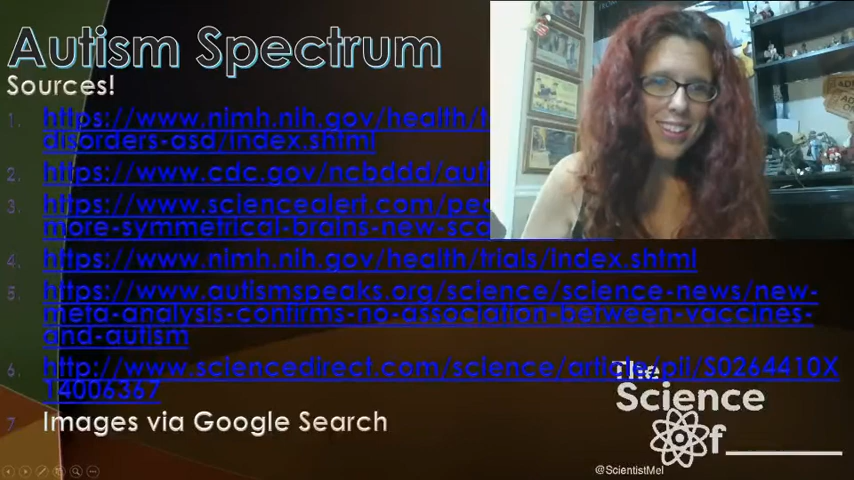 Autism Spectrum
Sources!
1. https://www.nimh.nih.gov/health/
disorders-asd/index.shtml
2. https://www.cdc.gov/ncbddd/
3. https://www.sciencealert.com/
more-symmetrical-brains-new-
4. https://www.nimh.nih.gov/health/trials/index.shtml
5. https://www.autismspeaks.org/science/science-news/new-
meta-analysis-confirms-no-association-between-vaccines-
and-autism
6. http://www.sciencedirect.com/science/article/pii/S0264410X
14006367
7. Images via Google Search
The
Science
of
@ScientistMel